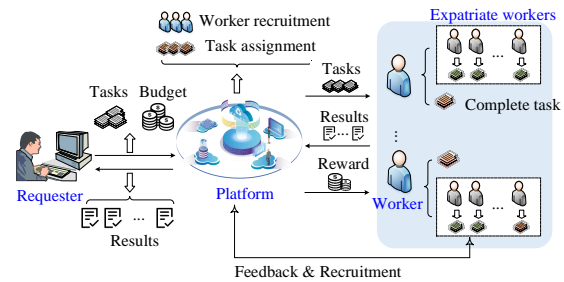 Worker recruitment
Task assignment
Expatriate workers
...
Tasks Budget
Tasks
Complete task
Results
...
...
Reward
Requester
Platform
Worker
...
...
Results
...
Feedback & Recruitment